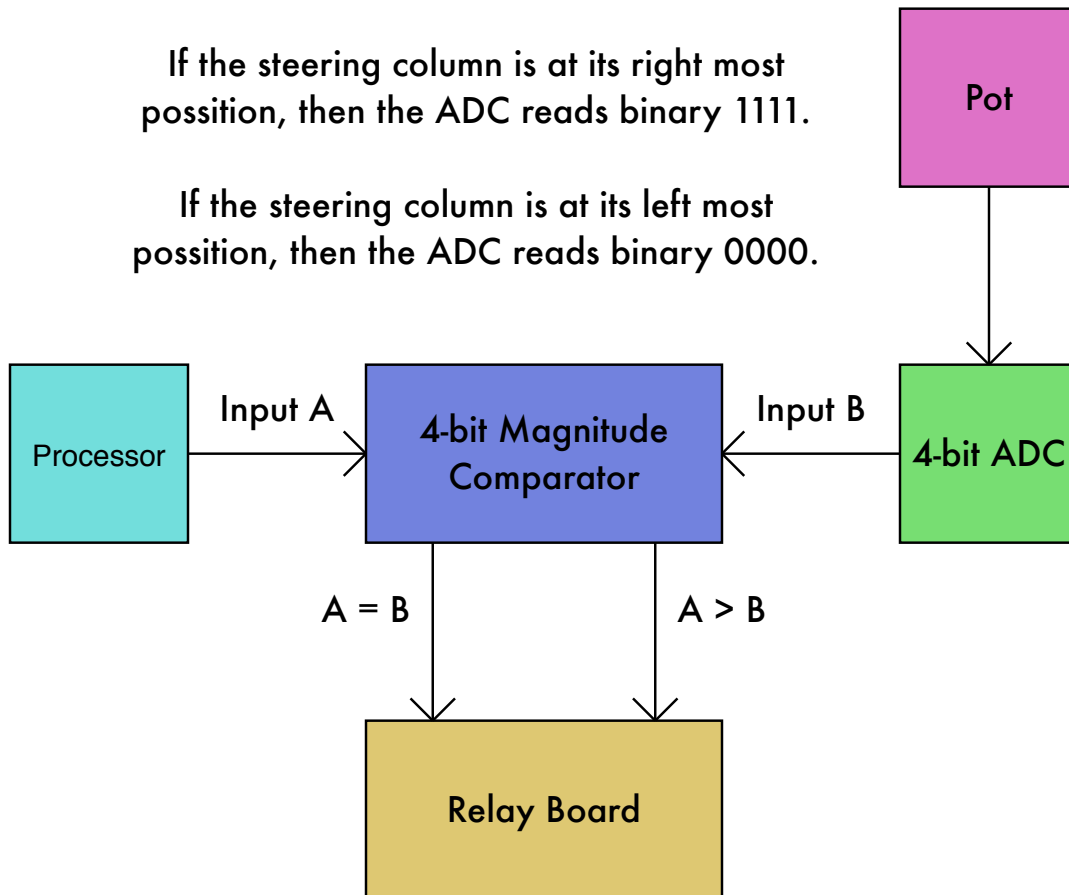 If the steering column is at its right most
possition, then the ADC reads binary 1111.
If the steering column is at its left most
possition, then the ADC reads binary 0000.
Pot
Processor
Input A
4-bit Magnitude
Comparator
Input B
4-bit ADC
A = B
A > B
Relay Board